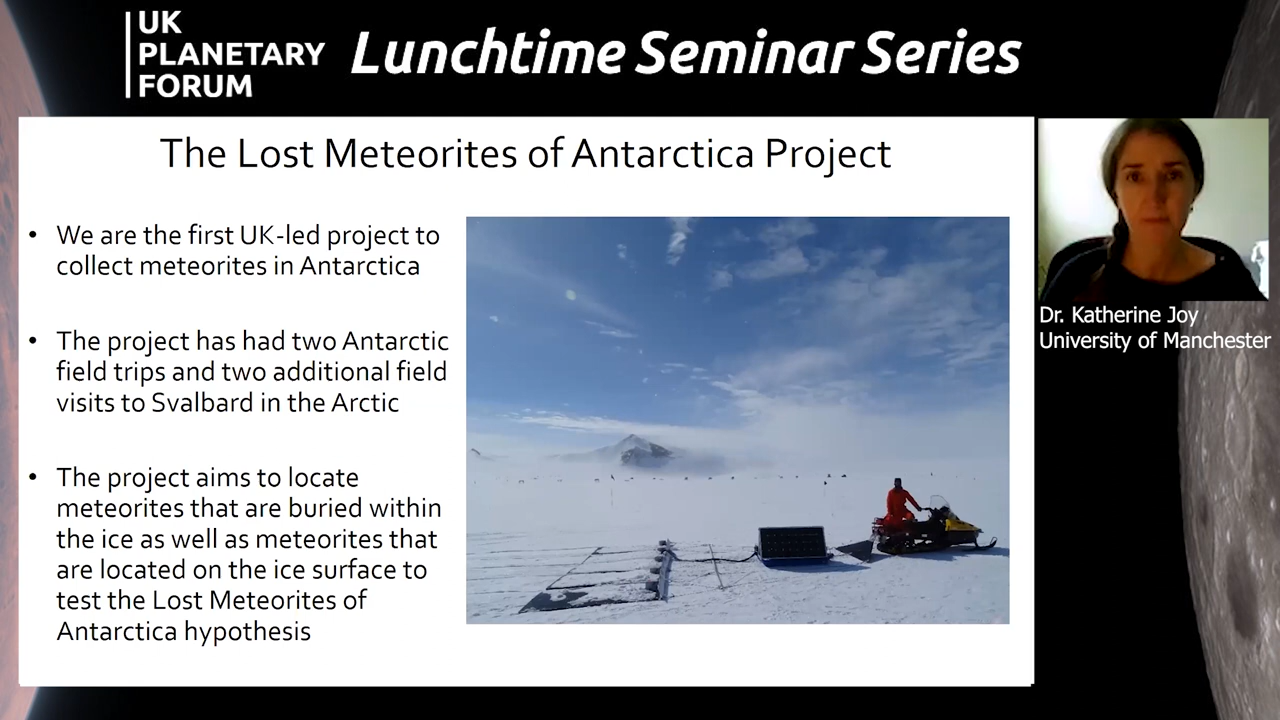 UK
PLANETARY
FORUM
Lunchtime Seminar Series
The Lost Meteorites of Antarctica Project
• We are the first UK-led project to
collect meteorites in Antarctica
• The project has had two Antarctic
field trips and two additional field
visits to Svalbard in the Arctic
• The project aims to locate
meteorites that are buried within
the ice as well as meteorites that
are located on the ice surface to
test the Lost Meteorites of
Antarctica hypothesis
Dr. Katherine Joy
University of Manchester